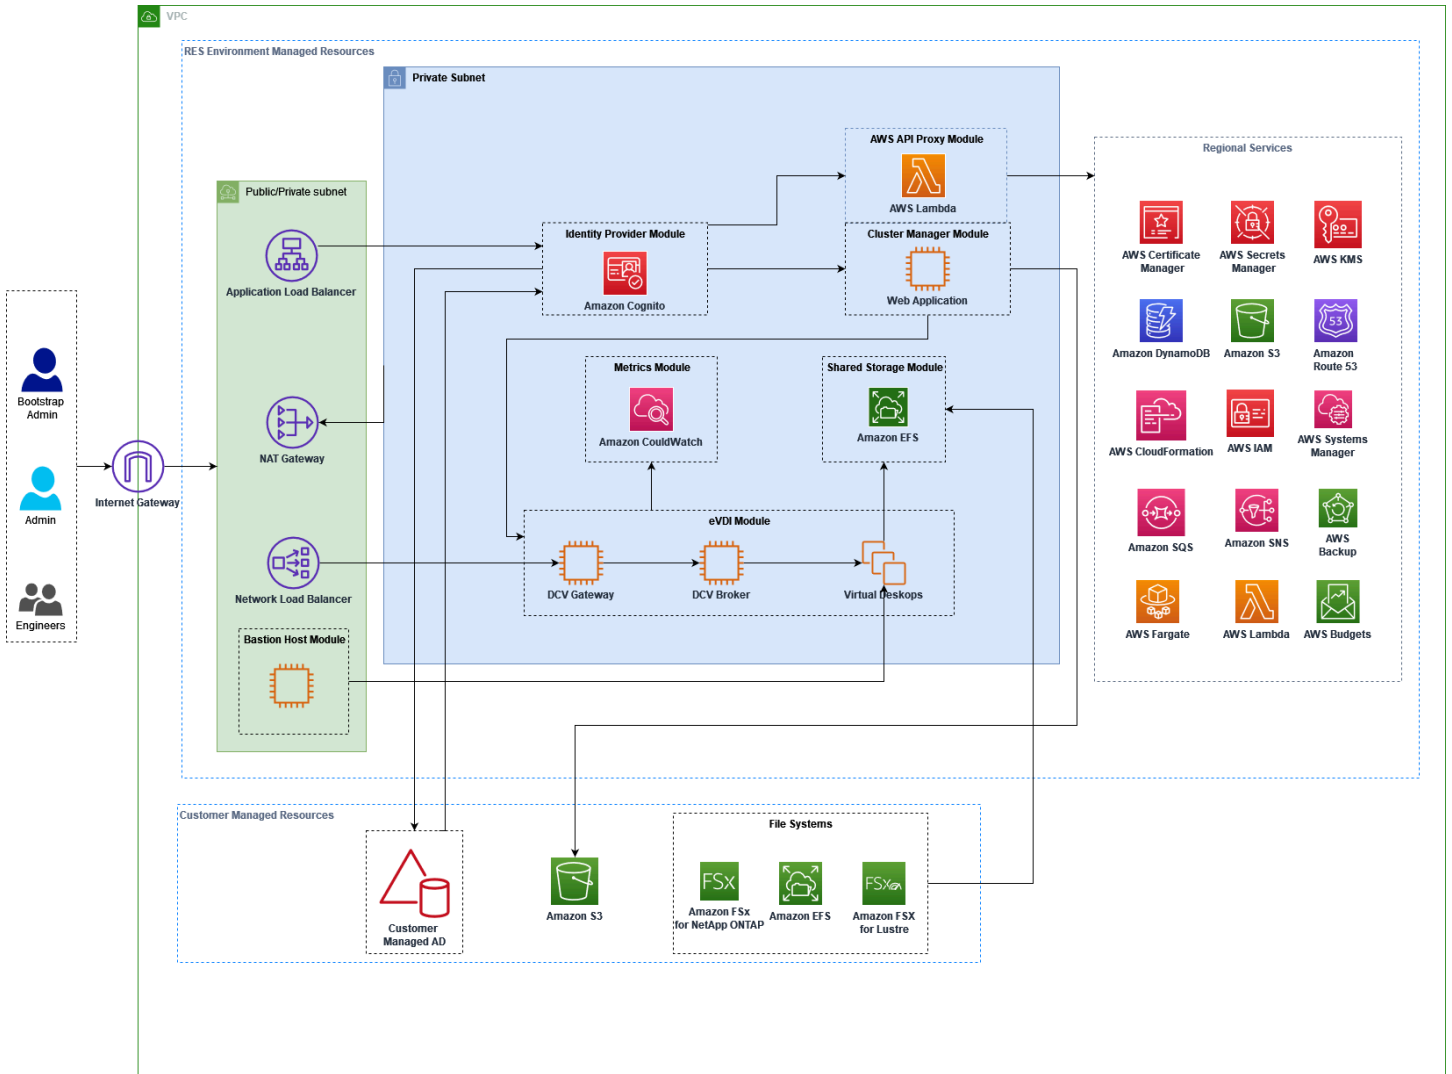 VPC
RES Environment Managed Resources
Private Subnet
AWS API Proxy Module
AWS Lambda
Regional Services
Public/Private subnet
Application Load Balancer
Identity Provider Module
Amazon Cognito
Cluster Manager Module
Web Application
AWS Certificate
Manager
AWS Secrets
Manager
AWS KMS
Amazon DynamoDB
Amazon S3
53
Amazon
Route 53
Bootstrap
Admin
NAT Gateway
Metrics Module
Amazon CouldWatch
Shared Storage Module
Amazon EFS
AWS CloudFormation
AWS IAM
AWS Systems
Manager
Internet Gateway
Admin
eVDI Module
DCV Gateway
DCV Broker
Virtual Deskops
Amazon SQS
Amazon SNS
AWS
Backup
Network Load Balancer
Engineers
Bastion Host Module
AWS Fargate
AWS Lambda
AWS Budgets
Customer Managed Resources
Customer
Managed AD
Amazon S3
File Systems
FSx
Amazon FSx
for NetApp ONTAP
Amazon EFS
FSx
Amazon FSX
for Lustre